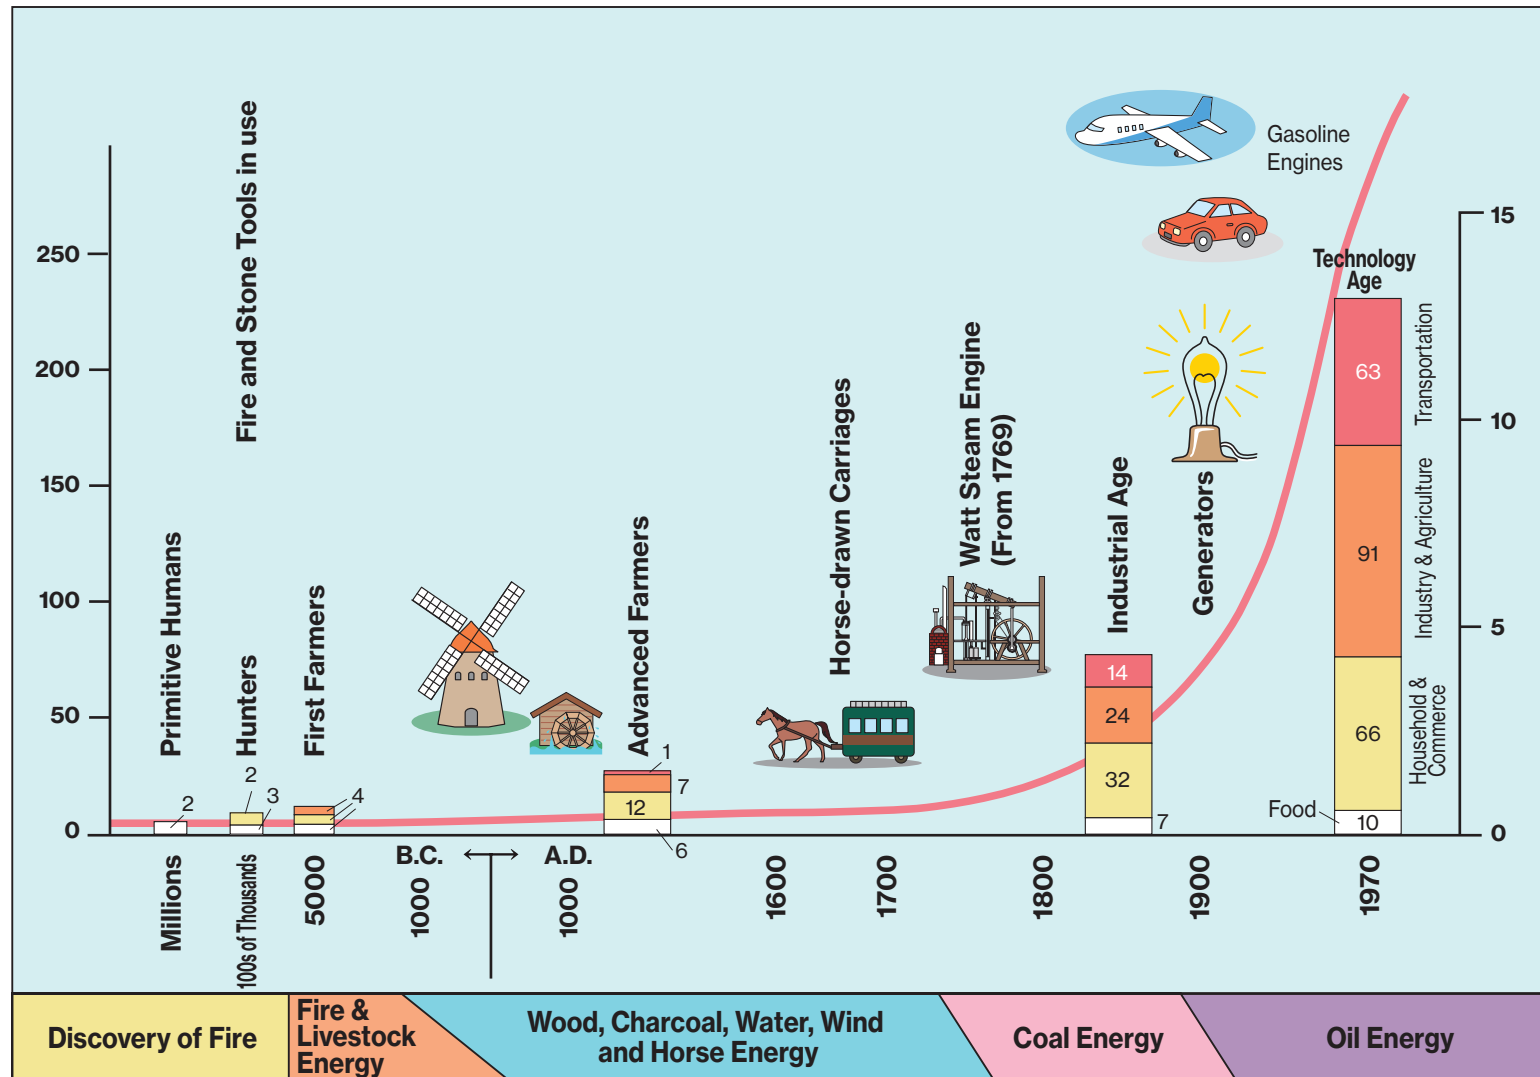 250
200
150
100
50
0
Fire and Stone Tools in use
Primitive Humans
Hunters
First Farmers
Advanced Farmers
Horse-drawn Carriages
Watt Steam Engine
(From 1769)
Industrial Age
Generators
Gasoline
Engines
Technology
Age
2
2
3
4
1
7
12
6
14
24
32
7
63
91
66
10
Food
Transportation
Industry & Agriculture
Household &
Commerce
15
10
5
0
Millions
100s of Thousands
5000
B.C.
1000
A.D.
1000
1600
1700
1800
1900
1970
Discovery of Fire
Fire &
Livestock
Energy
Wood, Charcoal, Water, Wind
and Horse Energy
Coal Energy
Oil Energy